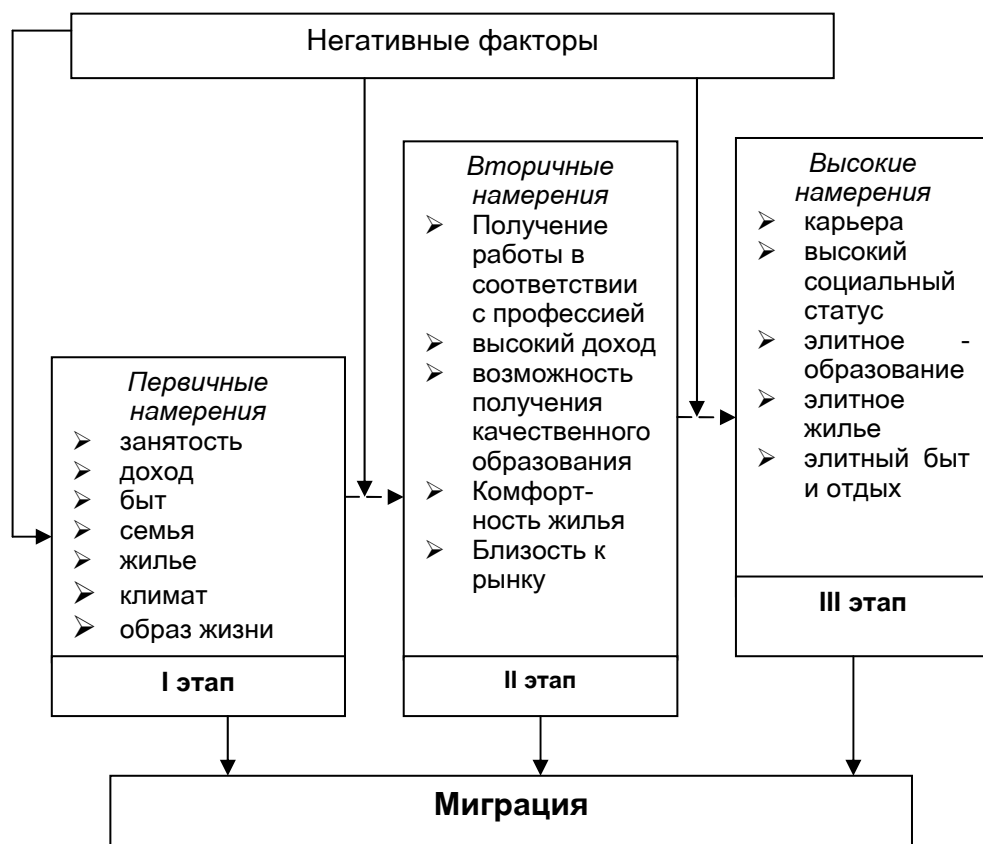 Негативные факторы
Первичные
намерения
➢ занятость
➢ доход
➢ быт
➢ семья
➢ жилье
➢ климат
➢ образ жизни
I этап
Вторичные
намерения
➢ Получение
работы в
соответствии
с профессией
➢ высокий доход
➢ возможность
получения
качественного
образования
➢ Комфорт-
ность жилья
➢ Близость к
рынку
II этап
Высокие
намерения
➢ карьера
➢ высокий
социальный
статус
➢ элитное -
образование
➢ элитное
жилье
➢ элитный быт
и отдых
III этап
Миграция